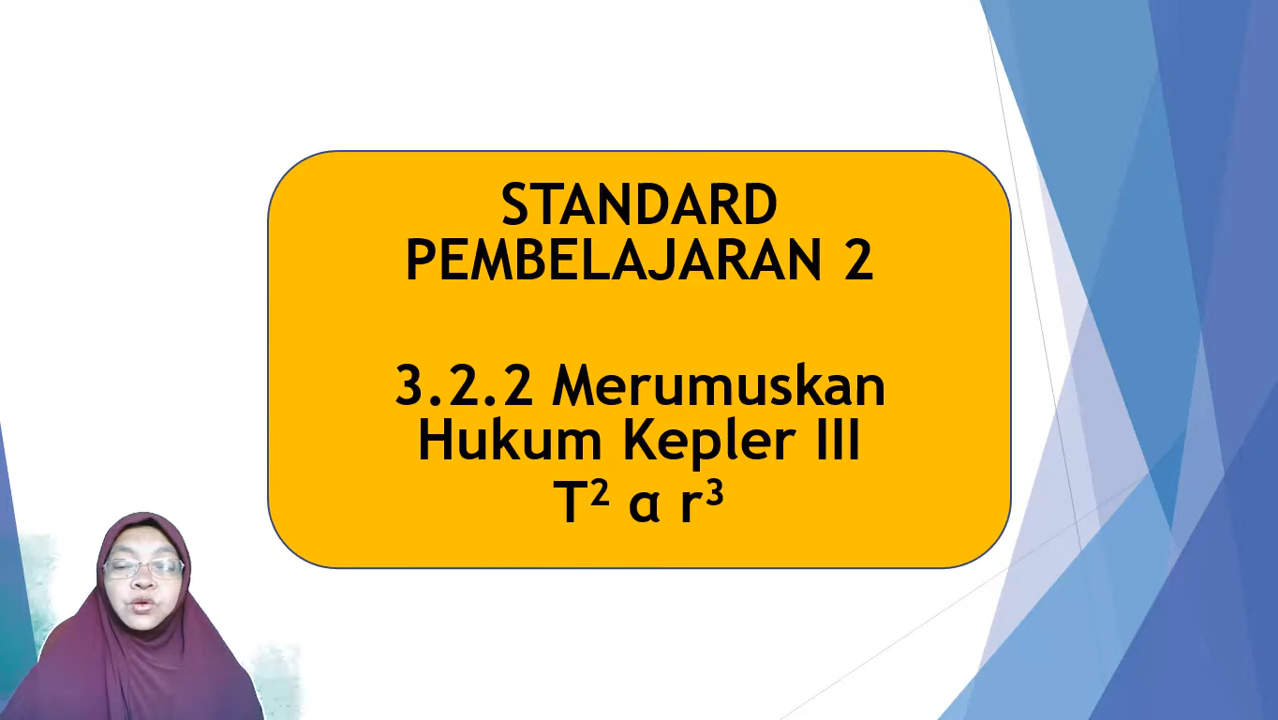 STANDARD
PEMBELAJARAN 2
3.2.2 Merumuskan
Hukum Kepler III
T² α r³